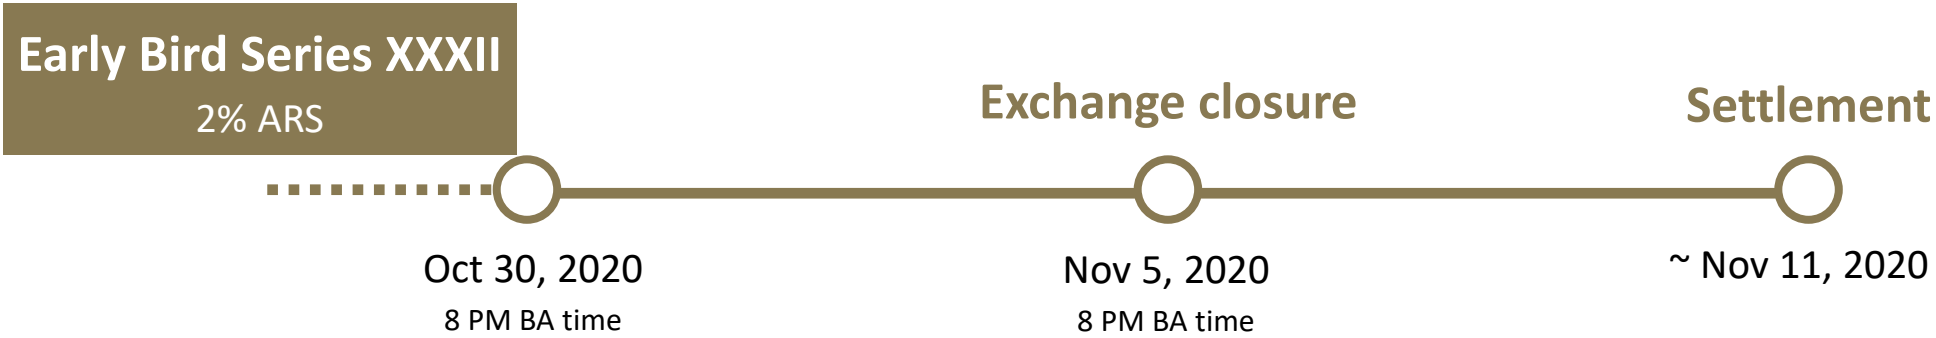 Early Bird Series XXXII
2% ARS
Exchange closure
Settlement
Oct 30, 2020
8 PM BA time
Nov 5, 2020
8 PM BA time
~ Nov 11, 2020